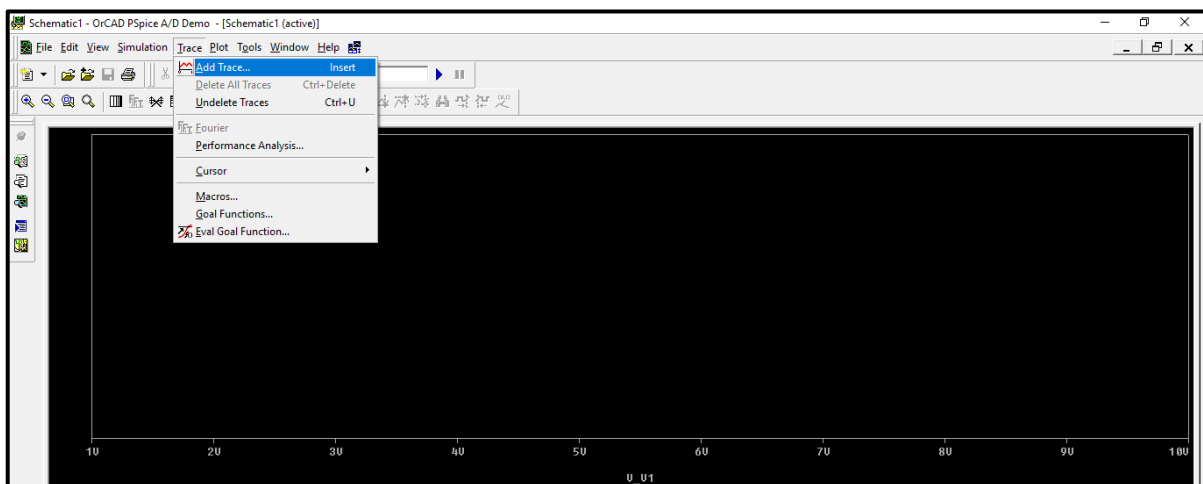 Schematic1 - OrCAD PSpice A/D Demo - [Schematic1 (active)]
File Edit View Simulation Trace Plot Tools Window Help
Add Trace... Insert
Delete All Traces Ctrl+Delete
Undelete Traces Ctrl+U
Fourier
Performance Analysis...
Cursor
Macros...
Goal Functions...
Eval Goal Function...
1V 2V 3V 4V 5V 6V 7V 8V 9V 10V
V_V1